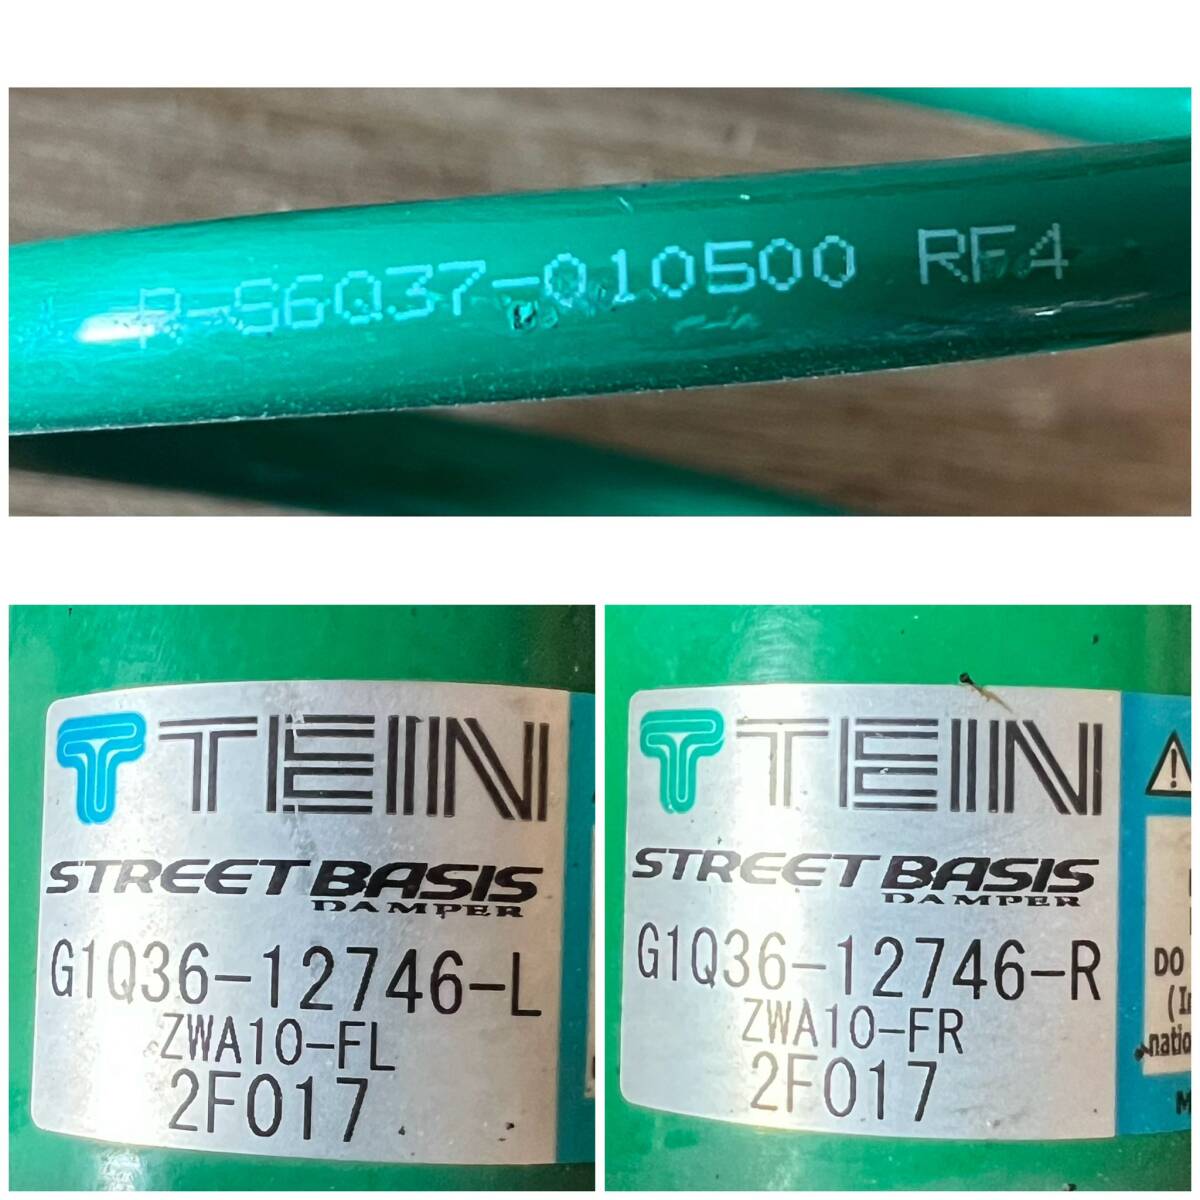 R-S6Q37-010500 RF4
TEIN
STREET BASIS
DAMPER
G1Q36-12746-L
ZWA10-FL
2F017
TEIN
STREET BASIS
DAMPER
G1Q36-12746-R
ZWA10-FR
2F017
DO